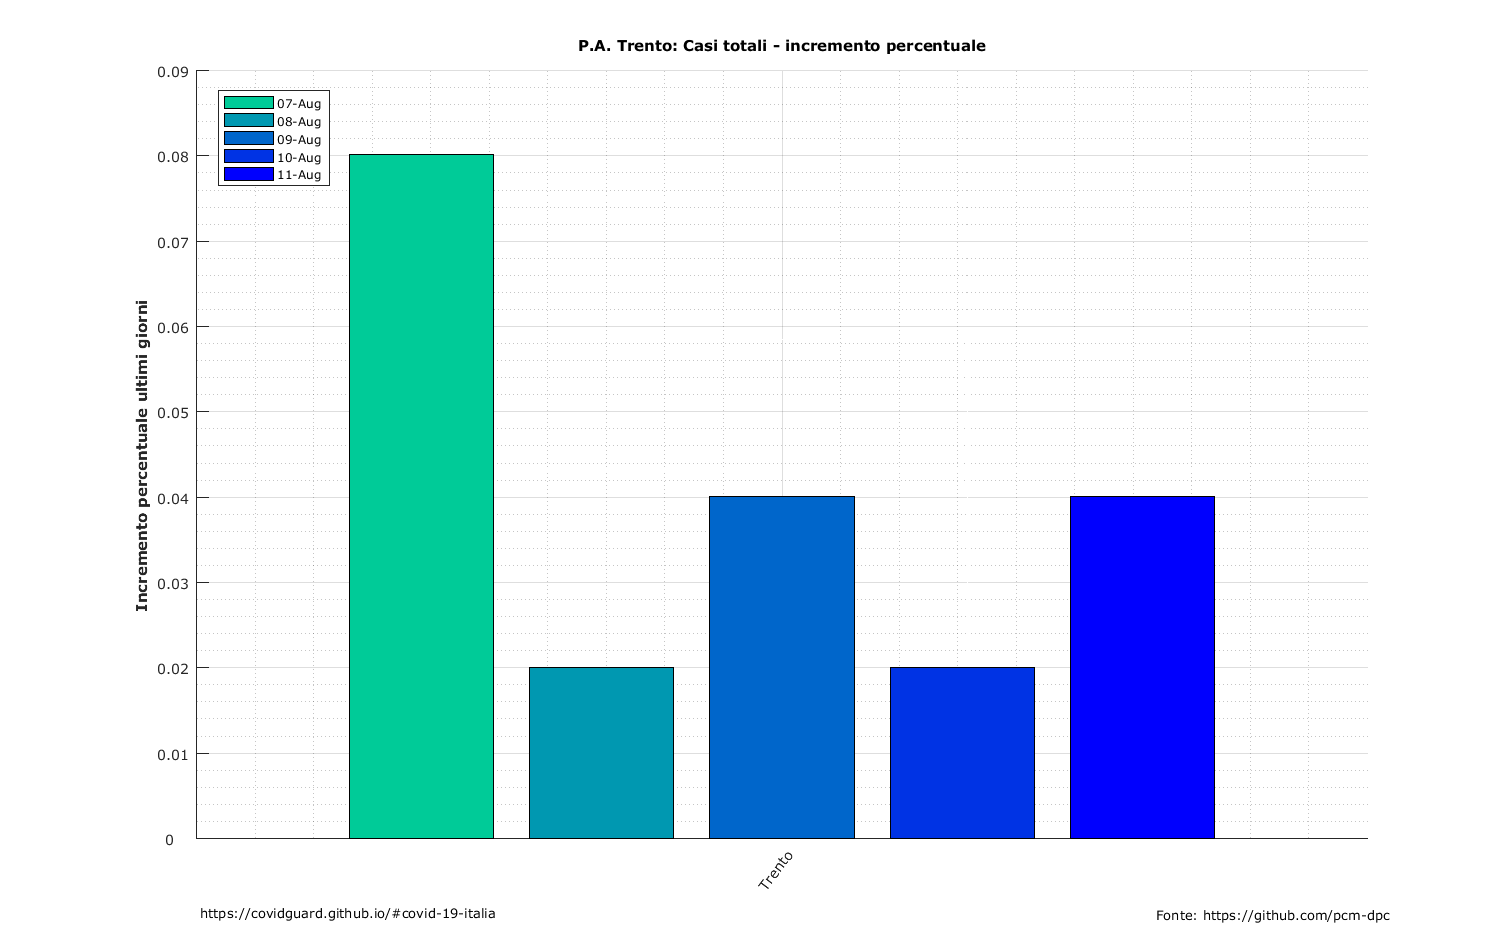 P.A. Trento: Casi totali - incremento percentuale
0.09
0.08
0.07
0.06
0.05
0.04
0.03
0.02
0.01
0
07-Aug
08-Aug
09-Aug
10-Aug
11-Aug
Incremento percentuale ultimi giorni
Trento
https://covidguard.github.io/#covid-19-italia
Fonte: https://github.com/pcm-dpc